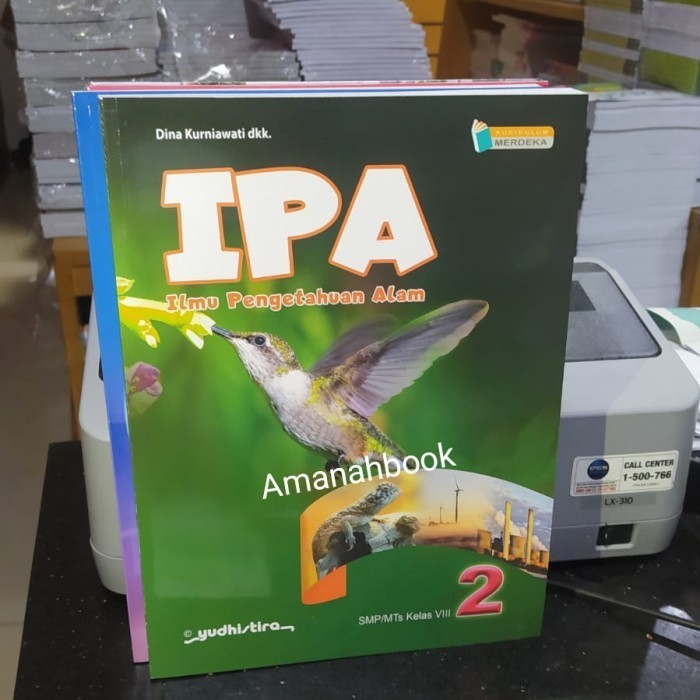 Dina Kurniawati dkk.
KURIKULUM
MERDEKA
IPA
Ilmu Pengetahuan Alam
Amanahbook
SMP/MTs Kelas VIII
2
© yudhistira
EPSON
CALL CENTER
1-500-766
LX-310